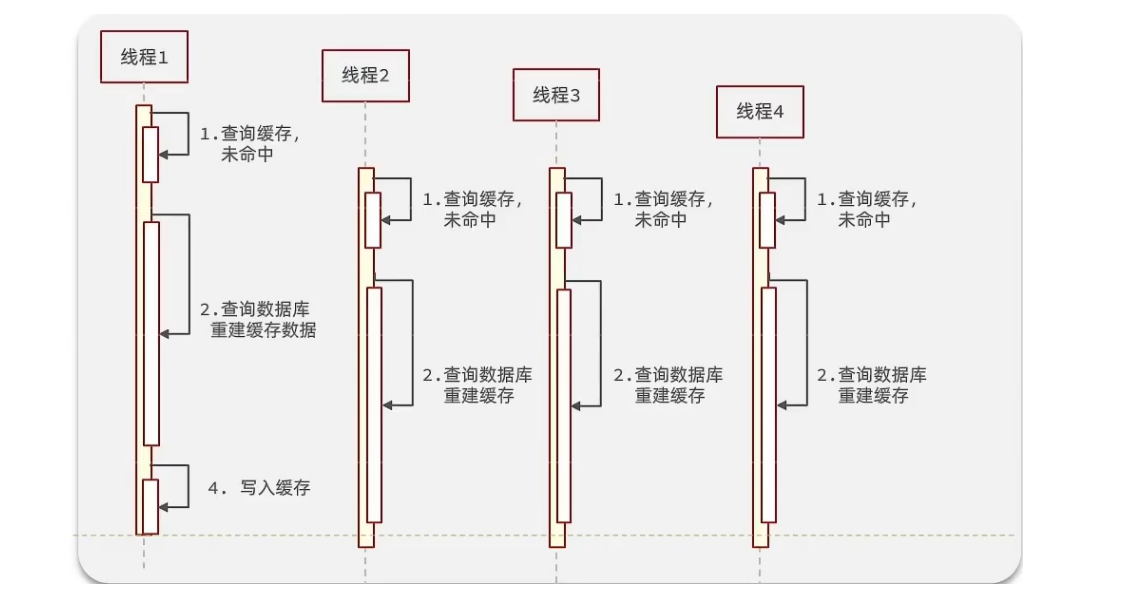 线程1
线程2
线程3
线程4
1.查询缓存,
未命中
1.查询缓存,
未命中
1.查询缓存,
未命中
1.查询缓存,
未命中
2.查询数据库
重建缓存数据
2.查询数据库
重建缓存
2.查询数据库
重建缓存
2.查询数据库
重建缓存
4. 写入缓存